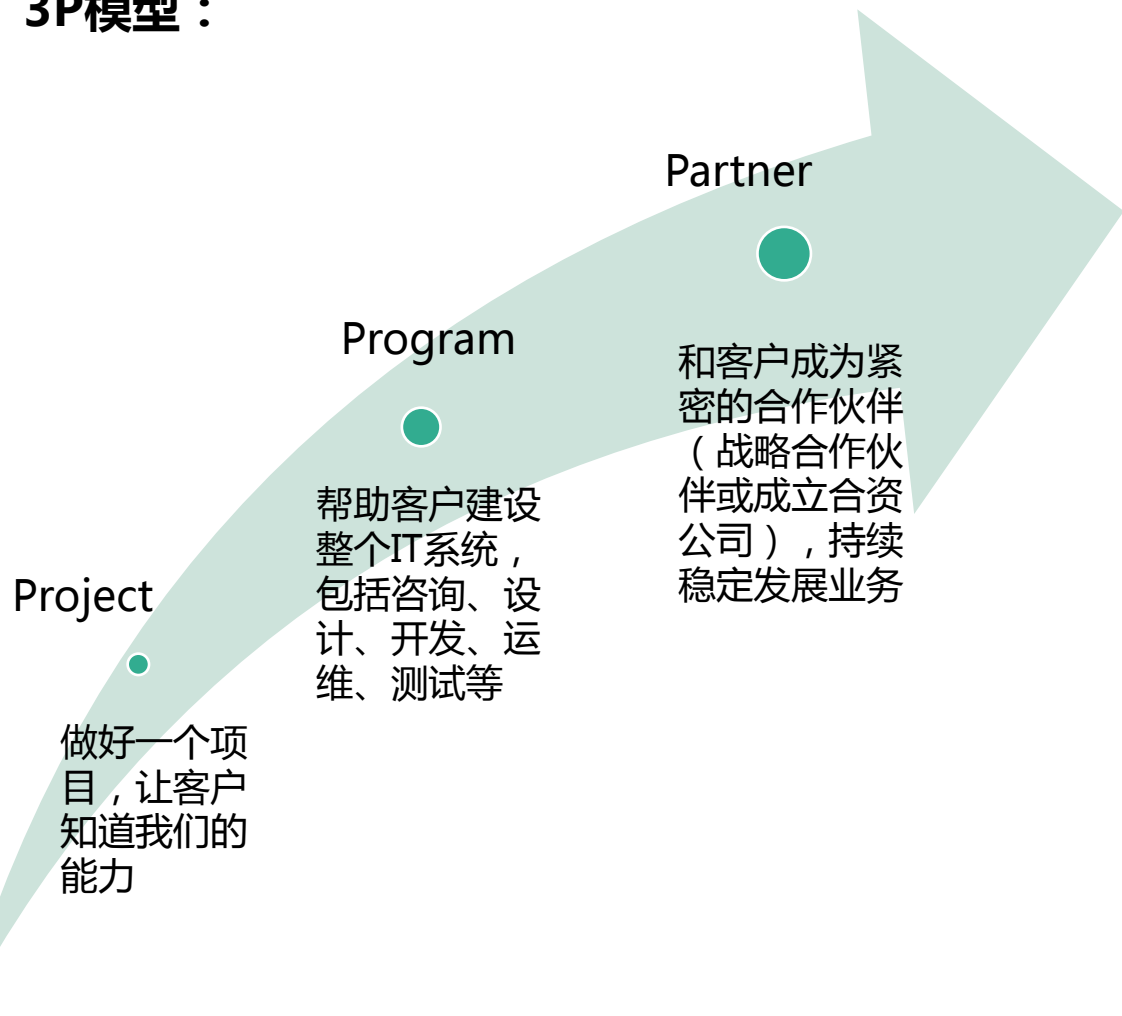 3P模型：
Project
做好一个项
目，让客户
知道我们的
能力
Program
帮助客户建设
整个IT系统，
包括咨询、设
计、开发、运
维、测试等
Partner
和客户成为紧
密的合作伙伴
（战略合作伙
伴或成立合资
公司），持续
稳定发展业务